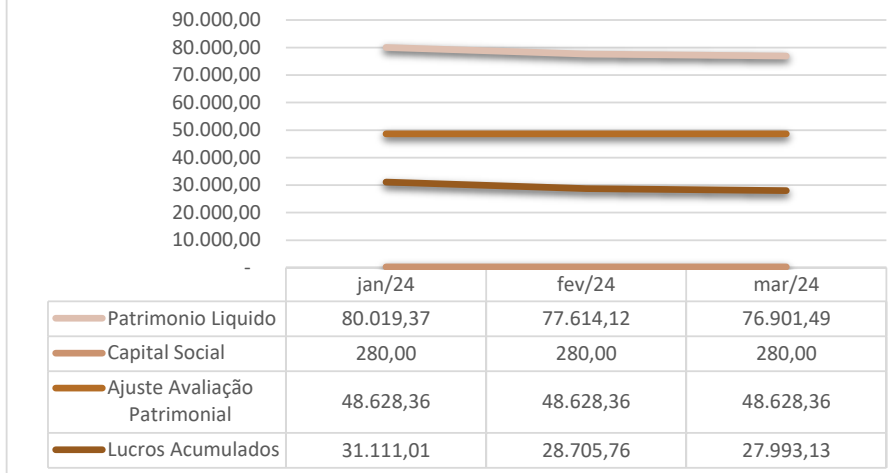 90.000,00
80.000,00
70.000,00
60.000,00
50.000,00
40.000,00
30.000,00
20.000,00
10.000,00
-
jan/24 fev/24 mar/24
Patrimonio Liquido 80.019,37 77.614,12 76.901,49
Capital Social 280,00 280,00 280,00
Ajuste Avaliação
Patrimonial 48.628,36 48.628,36 48.628,36
Lucros Acumulados 31.111,01 28.705,76 27.993,13